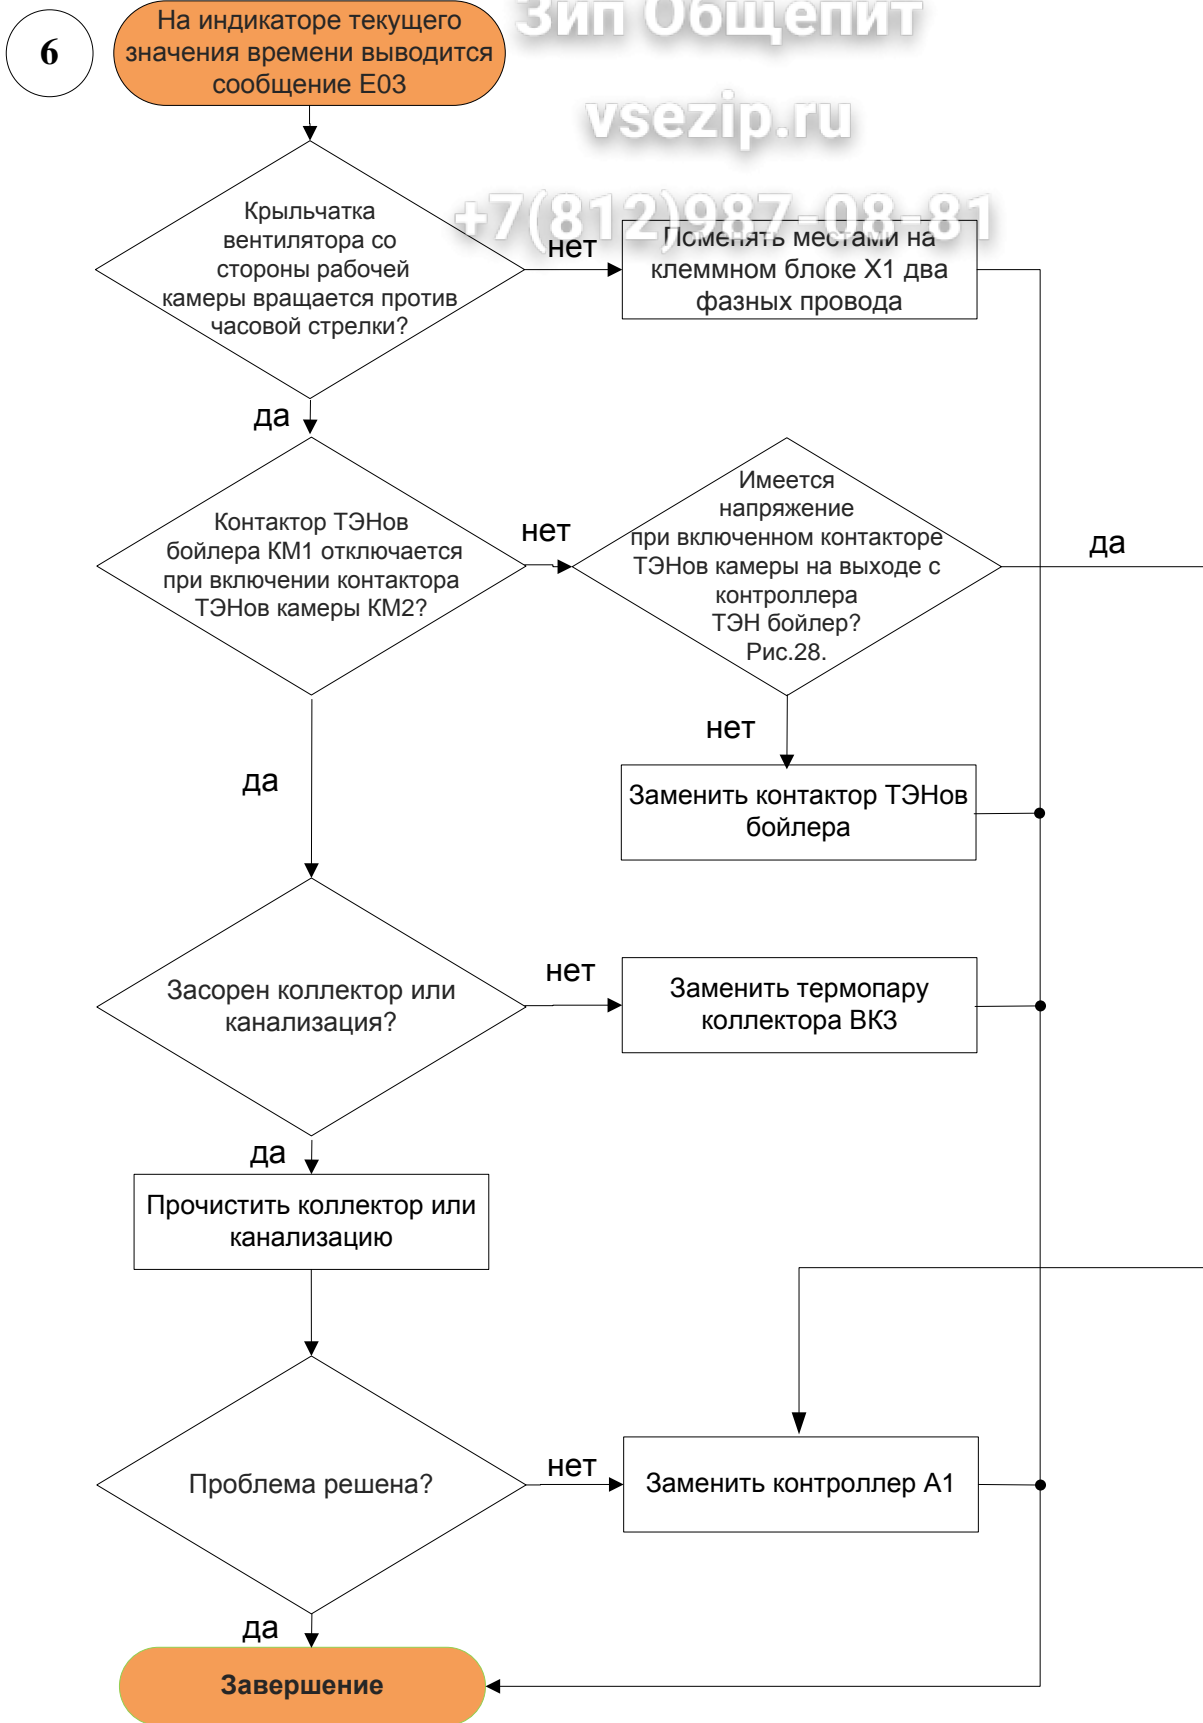 Зип Общепит
vsezip.ru
+7(812)987-08-81
6
На индикаторе текущего
значения времени выводится
сообщение Е03
Крыльчатка
вентилятора со
стороны рабочей
камеры вращается против
часовой стрелки?
нет
Поменять местами на
клеммном блоке Х1 два
фазных провода
да
Контактор ТЭНов
бойлера КМ1 отключается
при включении контактора
ТЭНов камеры КМ2?
нет
Имеется
напряжение
при включенном контакторе
ТЭНов камеры на выходе с
контроллера
ТЭН бойлер?
Рис.28.
да
нет
Заменить контактор ТЭНов
бойлера
да
Засорен коллектор или
канализация?
нет
Заменить термопару
коллектора ВК3
да
Прочистить коллектор или
канализацию
Проблема решена?
нет
Заменить контроллер А1
да
Завершение